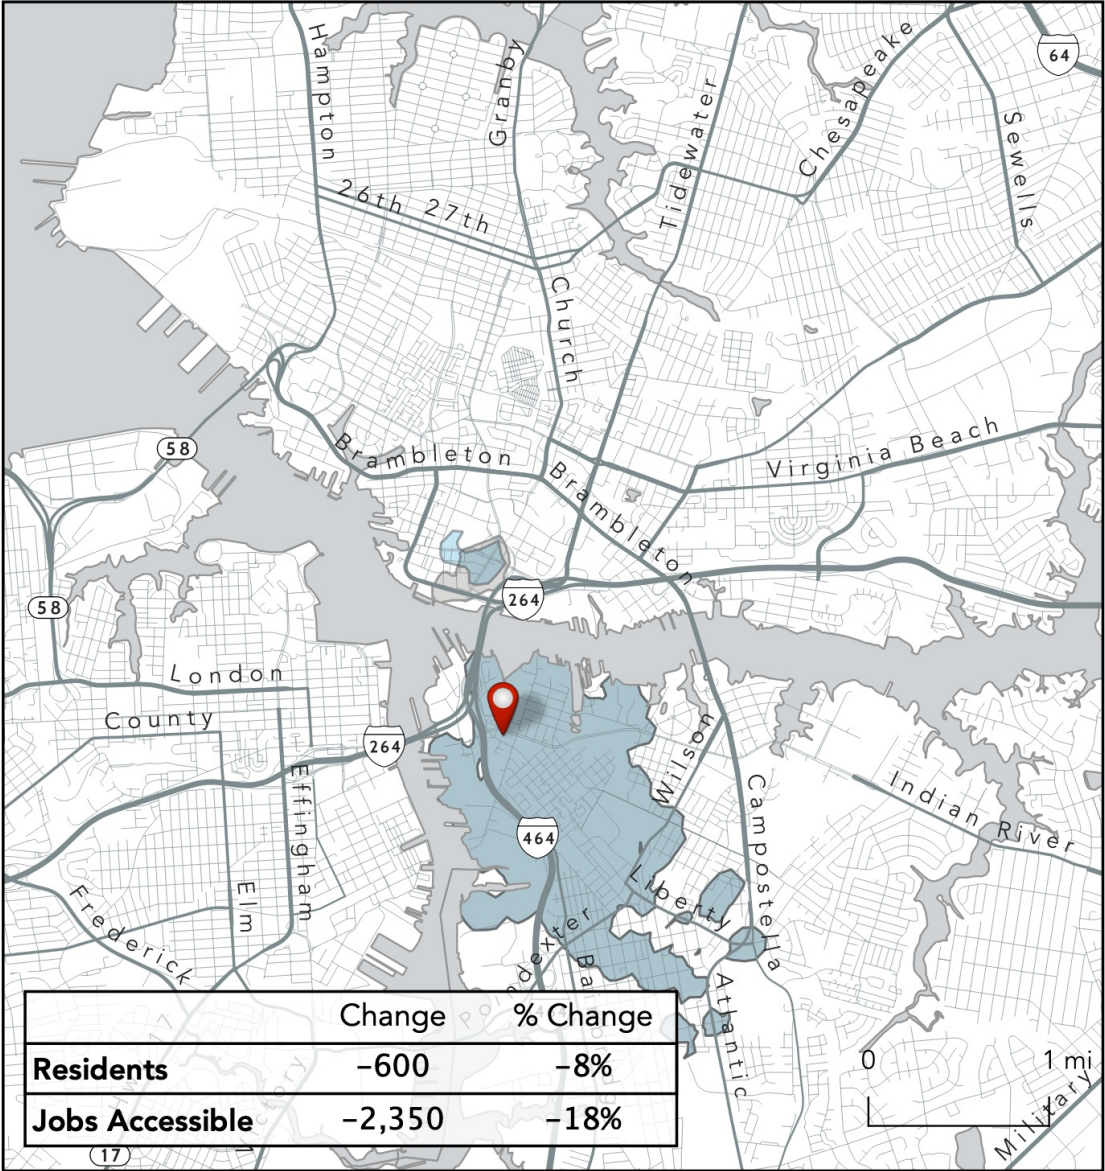 Hampton
Granby
Tidewater
Chesapeake
64
Sewells
26th 27th
Church
58
Brambleton
Brambleton
Virginia Beach
58
264
London
County
264
Effingham
Elm
Frederick
464
Wilson
Campostella
Indian River
Liberty
Poindexter
Atlantic
0 1 mi
Military
Change % Change
Residents -600 -8%
Jobs Accessible -2,350 -18%
17